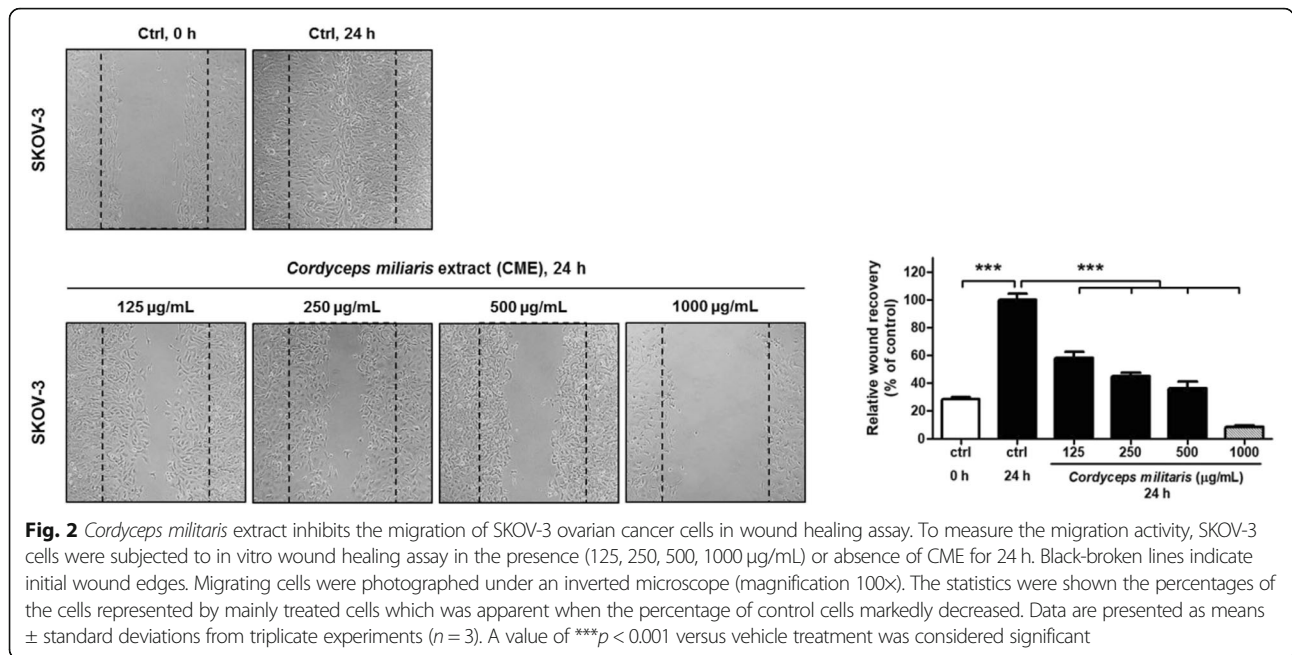 Ctrl, 0 h
Ctrl, 24 h
SKOV-3
Cordyceps miliaris extract (CME), 24 h
125 µg/mL
250 µg/mL
500 µg/mL
1000 µg/mL
SKOV-3
Relative wound recovery
(% of control)
120
100
80
60
40
20
0
***
***
ctrl
ctrl
125
250
500
1000
0 h
24 h
Cordyceps militaris (µg/mL)
24 h
Fig. 2 Cordyceps militaris extract inhibits the migration of SKOV-3 ovarian cancer cells in wound healing assay. To measure the migration activity, SKOV-3
cells were subjected to in vitro wound healing assay in the presence (125, 250, 500, 1000 µg/mL) or absence of CME for 24 h. Black-broken lines indicate
initial wound edges. Migrating cells were photographed under an inverted microscope (magnification 100×). The statistics were shown the percentages of
the cells represented by mainly treated cells which was apparent when the percentage of control cells markedly decreased. Data are presented as means
± standard deviations from triplicate experiments (n = 3). A value of ***p < 0.001 versus vehicle treatment was considered significant